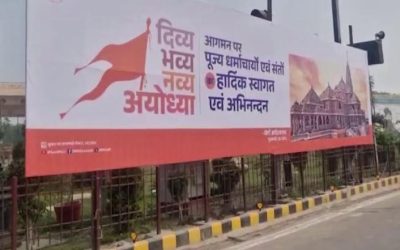 दिव्य
भव्य
नव्य
अयोध्या
आगमन पर
पूज्य धर्माचार्यों एवं संतों
का हार्दिक स्वागत
एवं अभिनन्दन